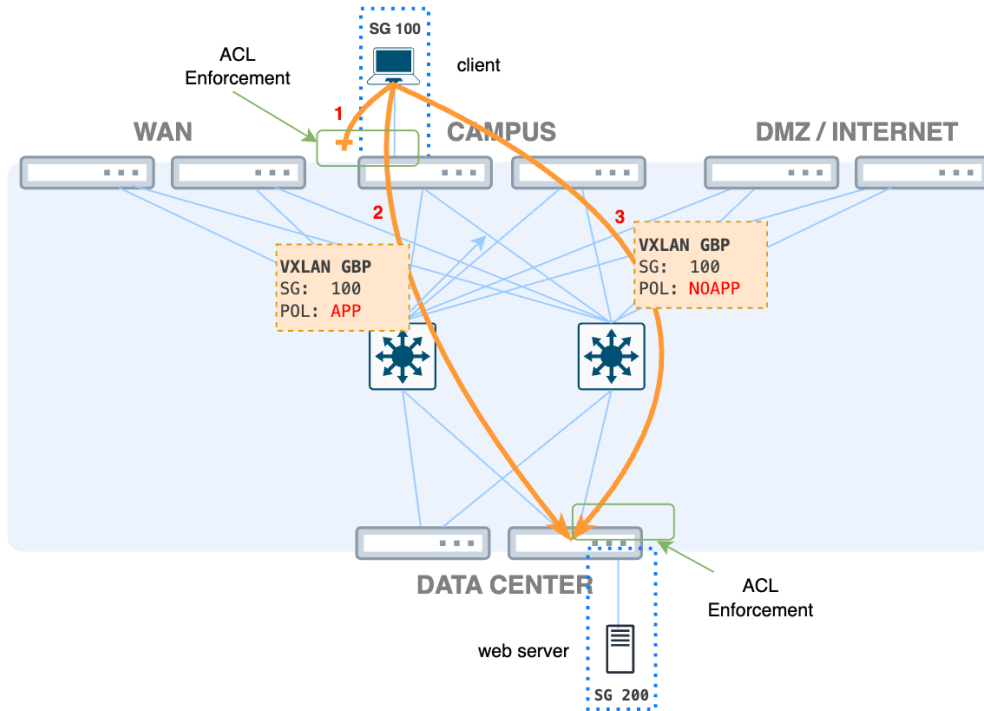 SG 100
ACL
Enforcement
client
1
WAN
CAMPUS
DMZ / INTERNET
2
3
VXLAN GBP
SG: 100
POL: APP
VXLAN GBP
SG: 100
POL: NOAPP
DATA CENTER
ACL
Enforcement
web server
SG 200